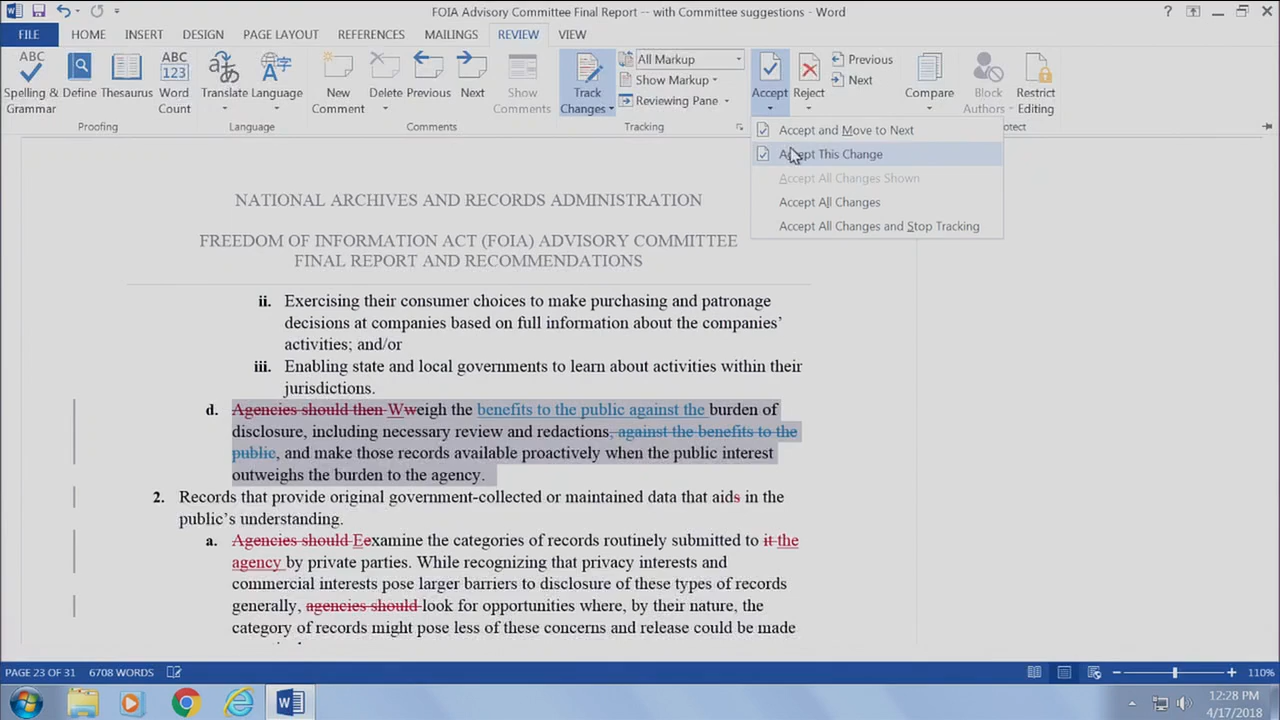 FOIA Advisory Committee Final Report -- with Committee suggestions - Word
FILE HOME INSERT DESIGN PAGE LAYOUT REFERENCES MAILINGS REVIEW VIEW
ABC Spelling & Grammar
Define
Thesaurus
ABC 123 Word Count
Proofing
Translate
Language
Language
New Comment
Delete
Previous
Next
Show Comments
Comments
Track Changes
All Markup
Show Markup
Reviewing Pane
Tracking
Accept
Reject
Previous
Next
Compare
Block Authors
Restrict Editing
Accept and Move to Next
Accept This Change
Accept All Changes Shown
Accept All Changes
Accept All Changes and Stop Tracking
NATIONAL ARCHIVES AND RECORDS ADMINISTRATION
FREEDOM OF INFORMATION ACT (FOIA) ADVISORY COMMITTEE
FINAL REPORT AND RECOMMENDATIONS
ii. Exercising their consumer choices to make purchasing and patronage
decisions at companies based on full information about the companies’
activities; and/or
iii. Enabling state and local governments to learn about activities within their
jurisdictions.
d. Agencies should then Wweigh the benefits to the public against the burden of
disclosure, including necessary review and redactions, against the benefits to the
public, and make those records available proactively when the public interest
outweighs the burden to the agency.
2. Records that provide original government-collected or maintained data that aids in the
public’s understanding.
a. Agencies should Eexamine the categories of records routinely submitted to it the
agency by private parties. While recognizing that privacy interests and
commercial interests pose larger barriers to disclosure of these types of records
generally, agencies should look for opportunities where, by their nature, the
category of records might pose less of these concerns and release could be made
PAGE 23 OF 31 6708 WORDS 110%
12:28 PM
4/17/2018